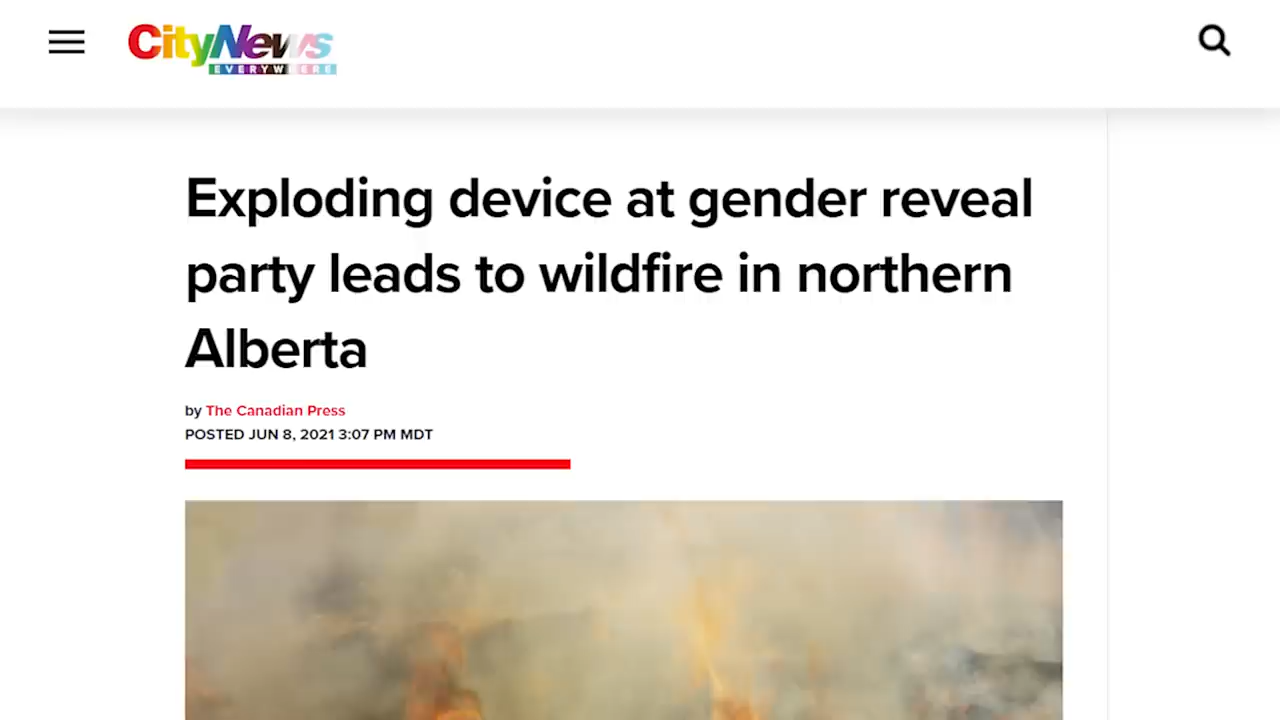 CityNews
EVERYWHERE
Exploding device at gender reveal
party leads to wildfire in northern
Alberta
by The Canadian Press
POSTED JUN 8, 2021 3:07 PM MDT